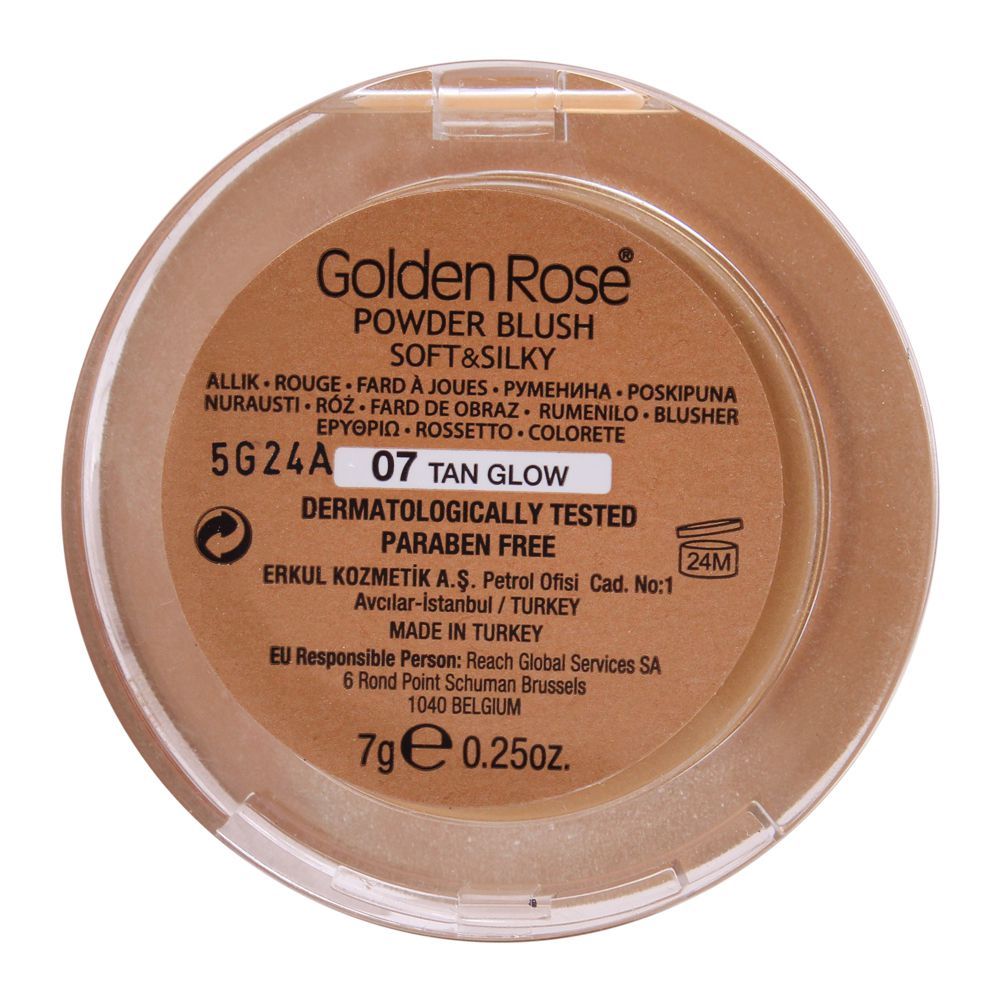 Golden Rose®
POWDER BLUSH
SOFT&SILKY
ALLIK • ROUGE • FARD À JOUES • РУМЕНИНА • POSKIPUNA
NURAUSTI • RÓŻ • FARD DE OBRAZ • RUMENILO • BLUSHER
ΕΡΥΘΡΙΩ • ROSSETTO • COLORETE
5G24A 07 TAN GLOW
DERMATOLOGICALLY TESTED
PARABEN FREE
24M
ERKUL KOZMETİK A.Ş. Petrol Ofisi Cad. No:1
Avcılar-İstanbul / TURKEY
MADE IN TURKEY
EU Responsible Person: Reach Global Services SA
6 Rond Point Schuman Brussels
1040 BELGIUM
7g ℮ 0.25oz.